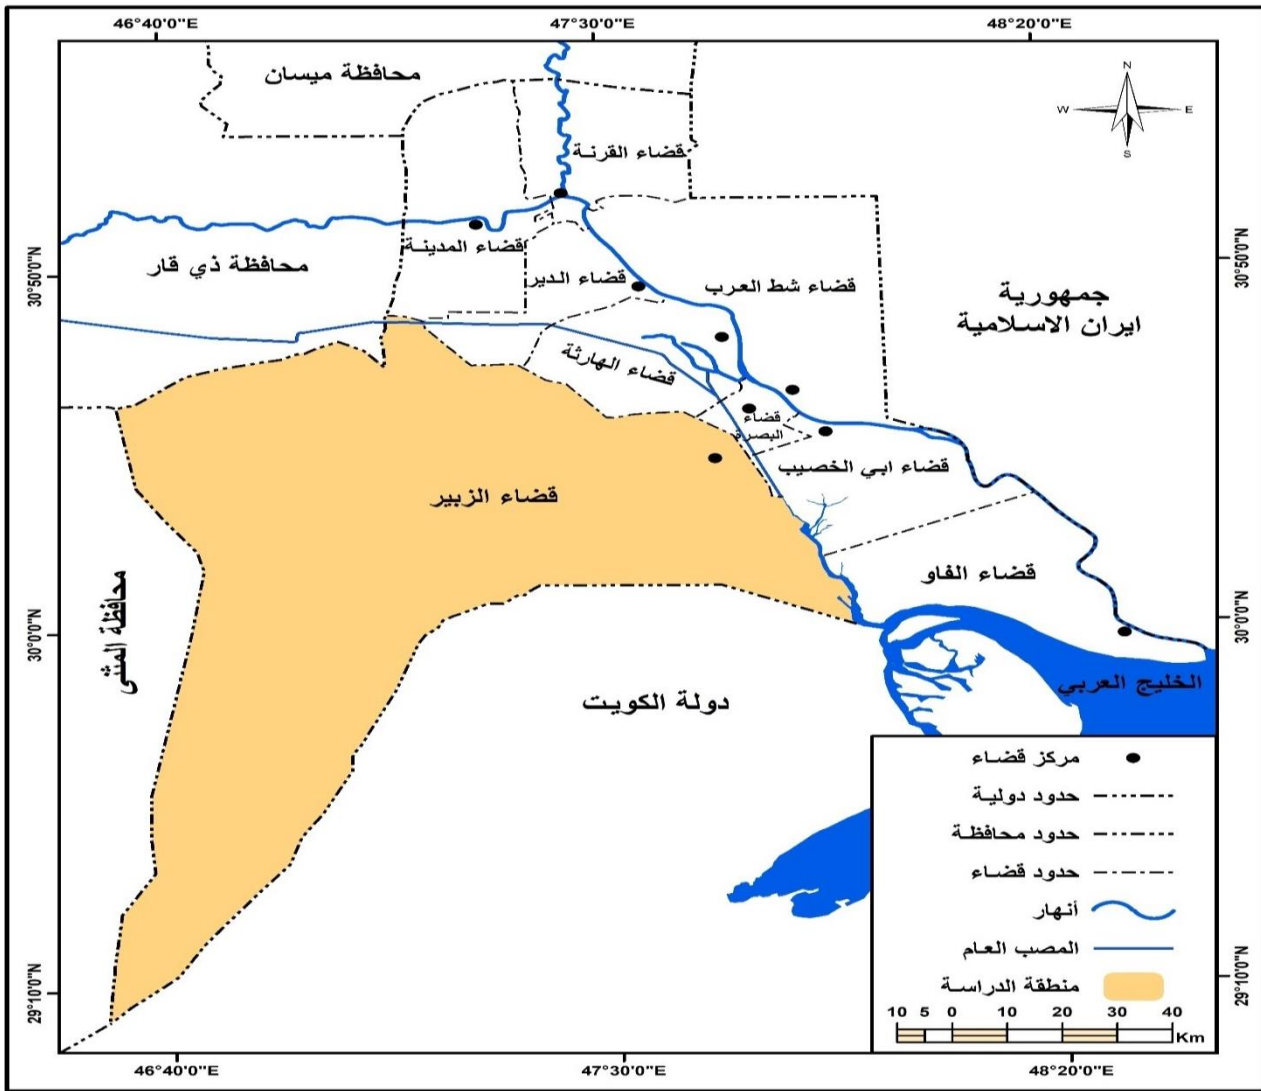 46°40'0"E
47°30'0"E
48°20'0"E
N
W
E
S
محافظة ميسان
قضاء القرنة
30°50'0"N
30°50'0"N
محافظة ذي قار
قضاء المدينة
قضاء الدير
قضاء شط العرب
جمهورية
ايران الاسلامية
قضاء الهارثة
قضاء
البصرة
قضاء ابي الخصيب
قضاء الزبير
قضاء الفاو
محافظة المثنى
30°0'0"N
30°0'0"N
الخليج العربي
دولة الكويت
مركز قضاء
حدود دولية
حدود محافظة
حدود قضاء
أنهار
المصب العام
منطقة الدراسة
29°10'0"N
29°10'0"N
10 5 0 10 20 30 40
Km
46°40'0"E
47°30'0"E
48°20'0"E